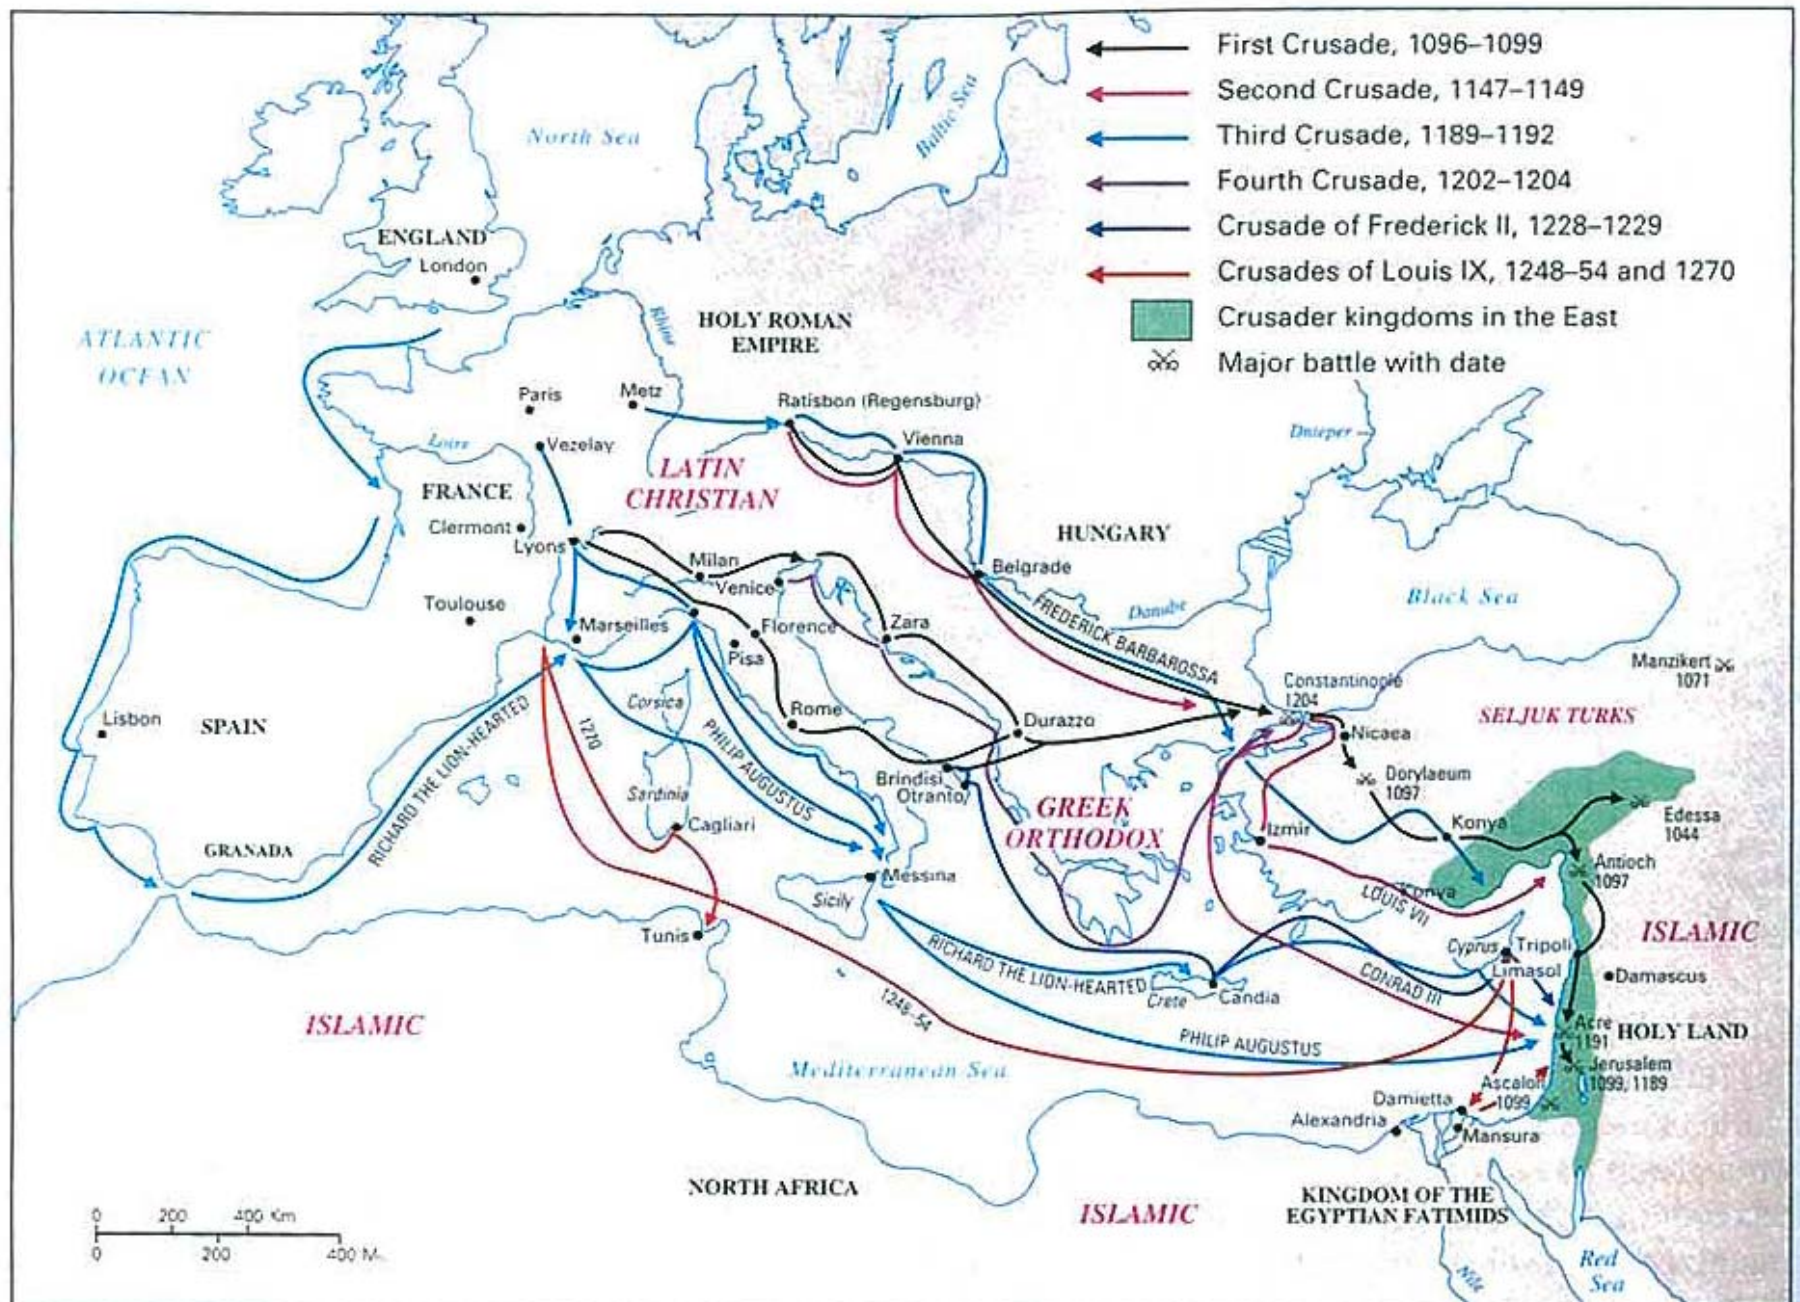 First Crusade, 1096–1099
Second Crusade, 1147–1149
Third Crusade, 1189–1192
Fourth Crusade, 1202–1204
Crusade of Frederick II, 1228–1229
Crusades of Louis IX, 1248–54 and 1270
Crusader kingdoms in the East
Major battle with date
North Sea
Baltic Sea
ENGLAND
London
ATLANTIC
OCEAN
Rhine
HOLY ROMAN
EMPIRE
Paris
Metz
Ratisbon (Regensburg)
Vezelay
Vienna
Loire
LATIN
CHRISTIAN
Dnieper
FRANCE
Clermont
Lyons
HUNGARY
Milan
Venice
Belgrade
Toulouse
Marseilles
Florence
Zara
Danube
Black Sea
FREDERICK BARBAROSSA
Pisa
Manzikert
1071
Constantinople
1204
Corsica
Rome
Durazzo
Lisbon
SPAIN
SELJUK TURKS
Nicaea
1270
PHILIP AUGUSTUS
RICHARD THE LION-HEARTED
Brindisi
Otranto
Dorylaeum
1097
Sardinia
GREEK
ORTHODOX
Cagliari
Izmir
Konya
Edessa
1044
GRANADA
Antioch
1097
Messina
Sicily
Konya
LOUIS VII
Tunis
ISLAMIC
Cyprus
Tripoli
Limasol
Damascus
RICHARD THE LION-HEARTED
Crete
Candia
CONRAD III
1248–54
ISLAMIC
Acre
1191
HOLY LAND
PHILIP AUGUSTUS
Mediterranean Sea
Jerusalem
1099, 1189
Ascalon
1099
Damietta
Alexandria
Mansura
NORTH AFRICA
ISLAMIC
KINGDOM OF THE
EGYPTIAN FATIMIDS
0 200 400 Km
0 200 400 M.
Nile
Red
Sea